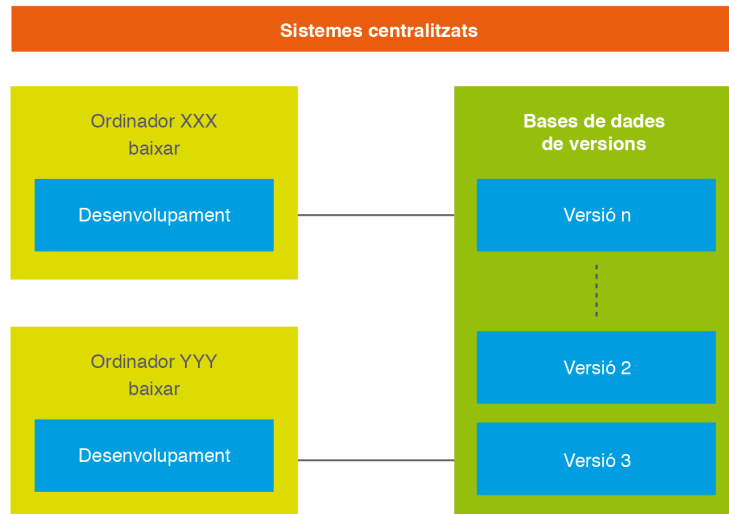 Sistemes centralitzats
Ordinador XXX
baixar
Desenvolupament
Ordinador YYY
baixar
Desenvolupament
Bases de dades
de versions
Versió n
Versió 2
Versió 3